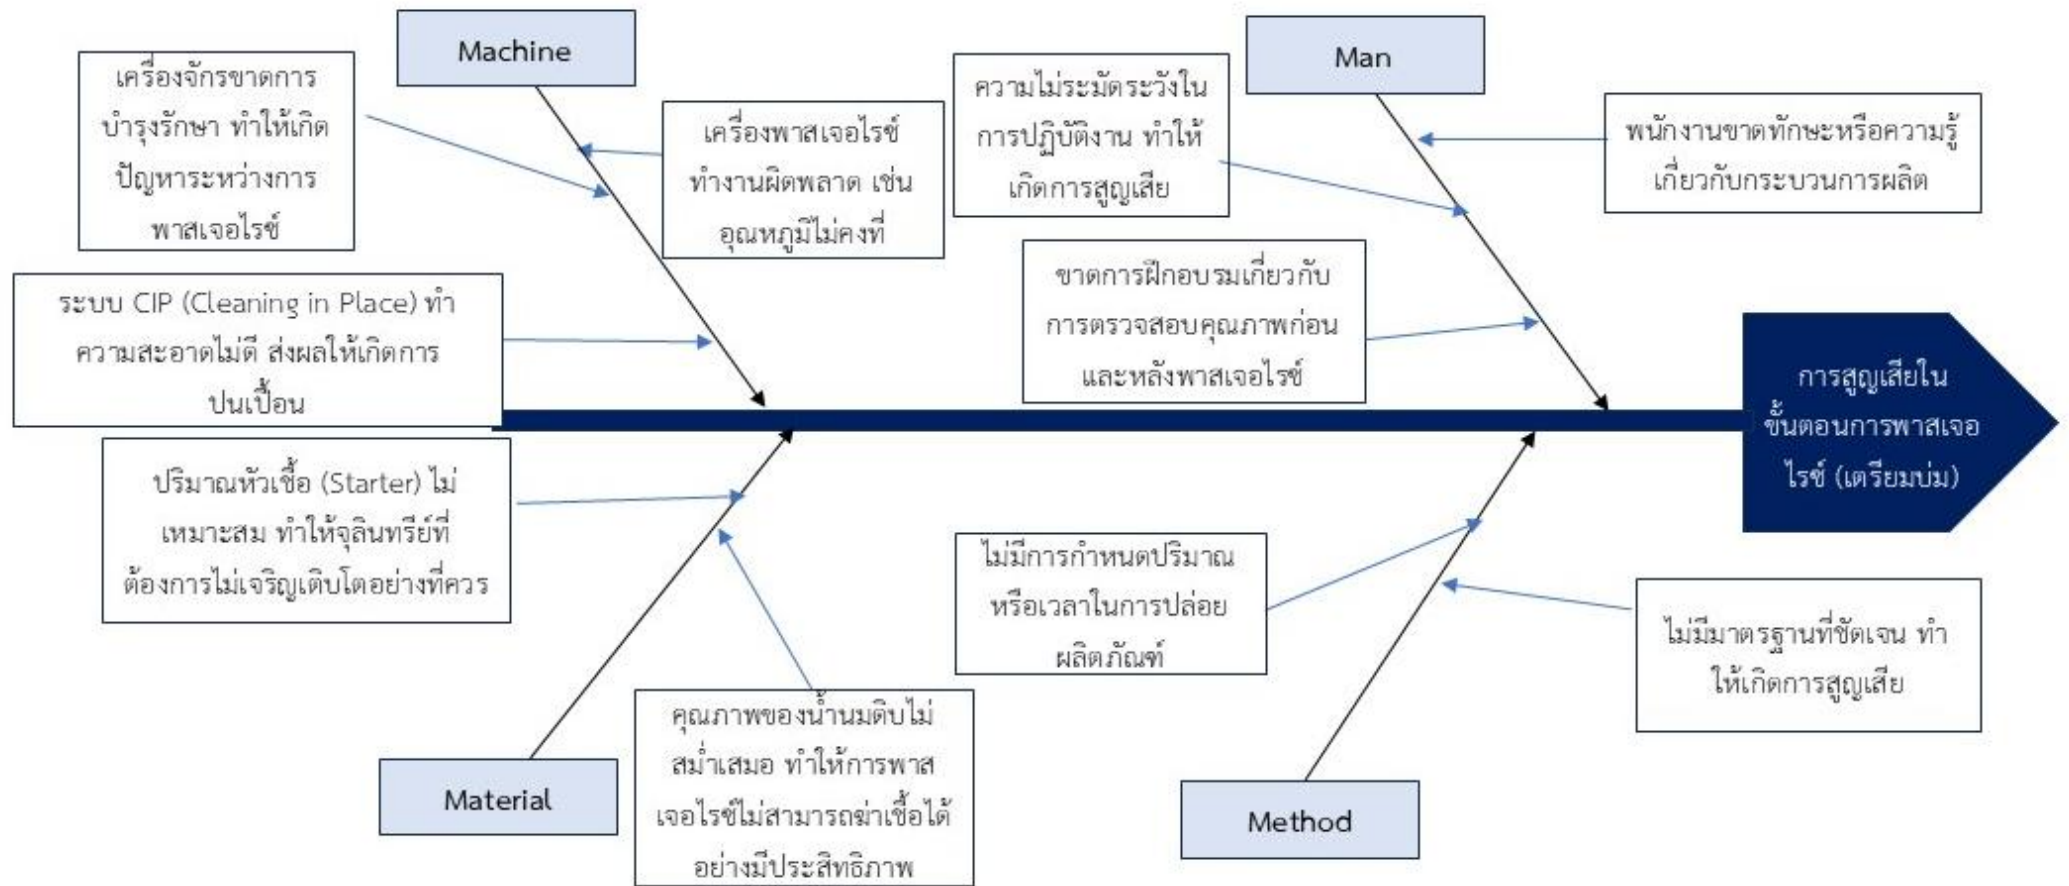 Machine
เครื่องจักรขาดการ
บำรุงรักษา ทำให้เกิด
ปัญหาระหว่างการ
พาสเจอไรซ์
เครื่องพาสเจอไรซ์
ทำงานผิดพลาด เช่น
อุณหภูมิไม่คงที่
ระบบ CIP (Cleaning in Place) ทำ
ความสะอาดไม่ดี ส่งผลให้เกิดการ
ปนเปื้อน
Man
ความไม่ระมัดระวังใน
การปฏิบัติงาน ทำให้
เกิดการสูญเสีย
พนักงานขาดทักษะหรือความรู้
เกี่ยวกับกระบวนการผลิต
ขาดการฝึกอบรมเกี่ยวกับ
การตรวจสอบคุณภาพก่อน
และหลังพาสเจอไรซ์
การสูญเสียใน
ขั้นตอนการพาสเจอ
ไรซ์ (เตรียมบ่ม)
ปริมาณหัวเชื้อ (Starter) ไม่
เหมาะสม ทำให้จุลินทรีย์ที่
ต้องการไม่เจริญเติบโตอย่างที่ควร
คุณภาพของน้ำนมดิบไม่
สม่ำเสมอ ทำให้การพาส
เจอไรซ์ไม่สามารถฆ่าเชื้อได้
อย่างมีประสิทธิภาพ
Material
ไม่มีการกำหนดปริมาณ
หรือเวลาในการปล่อย
ผลิตภัณฑ์
ไม่มีมาตรฐานที่ชัดเจน ทำ
ให้เกิดการสูญเสีย
Method